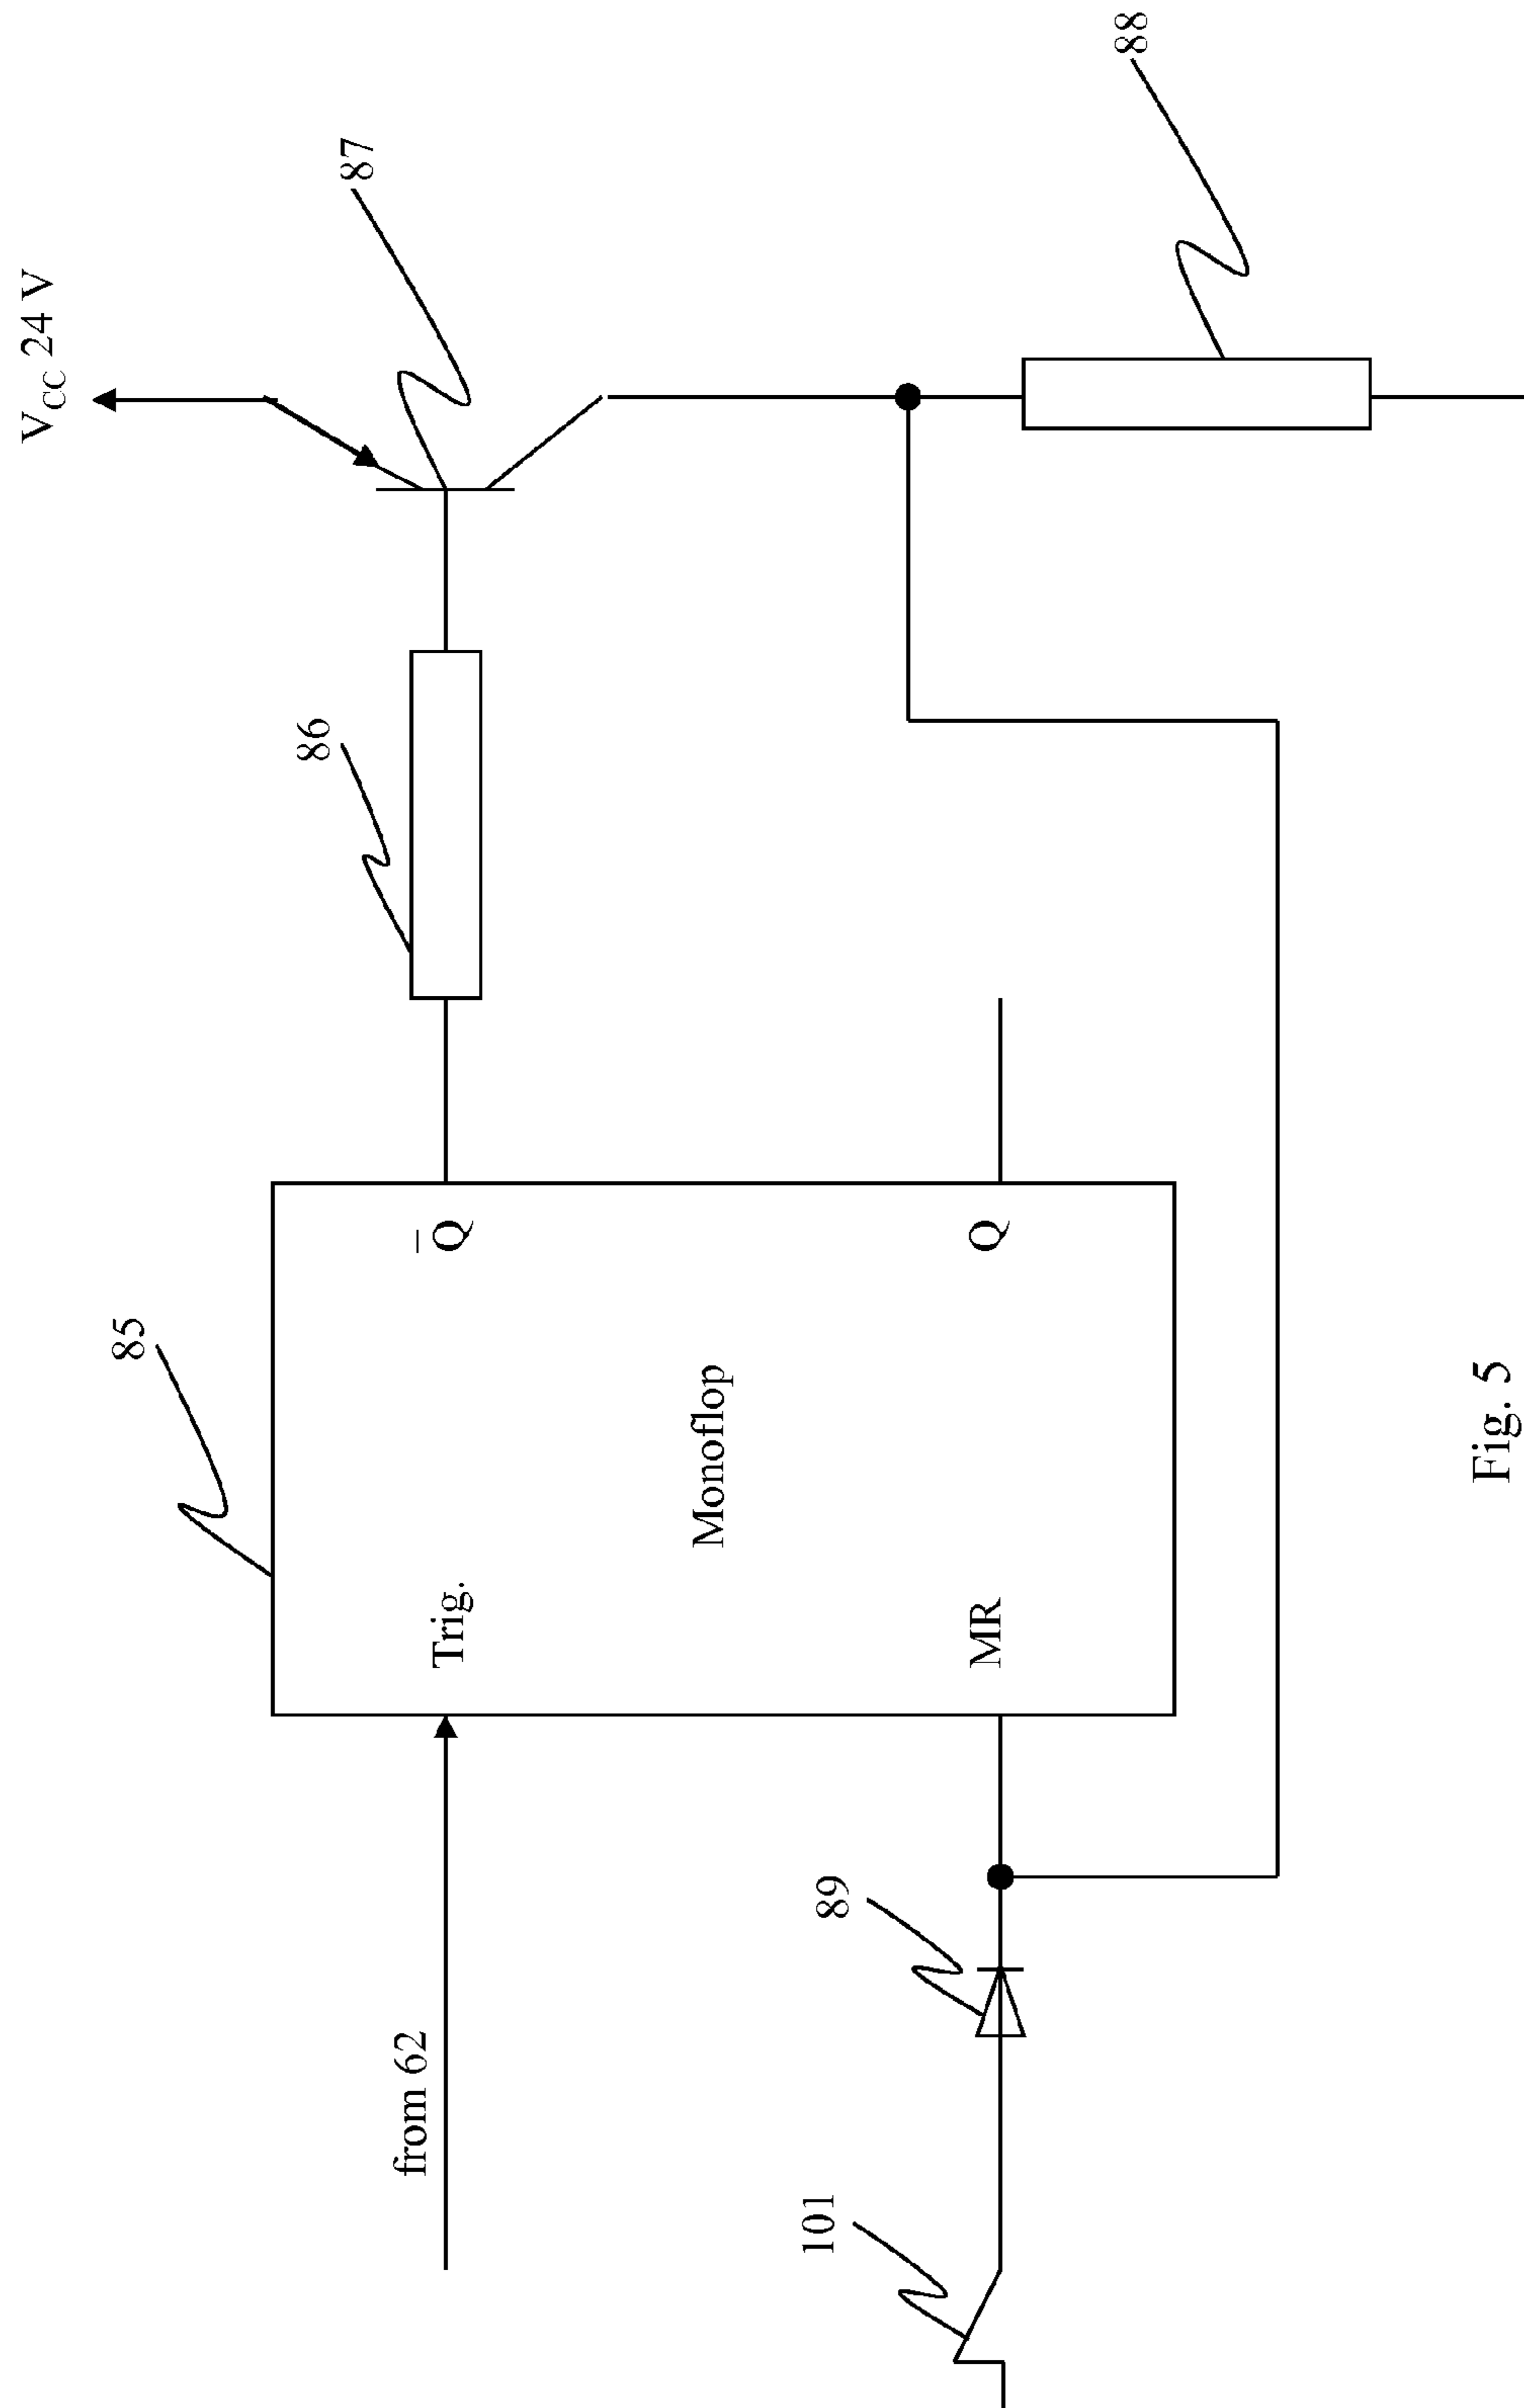 V_CC 24 V
87
88
86
85
Trig.
Q̅
Monoflop
MR
Q
from 62
89
101
Fig. 5